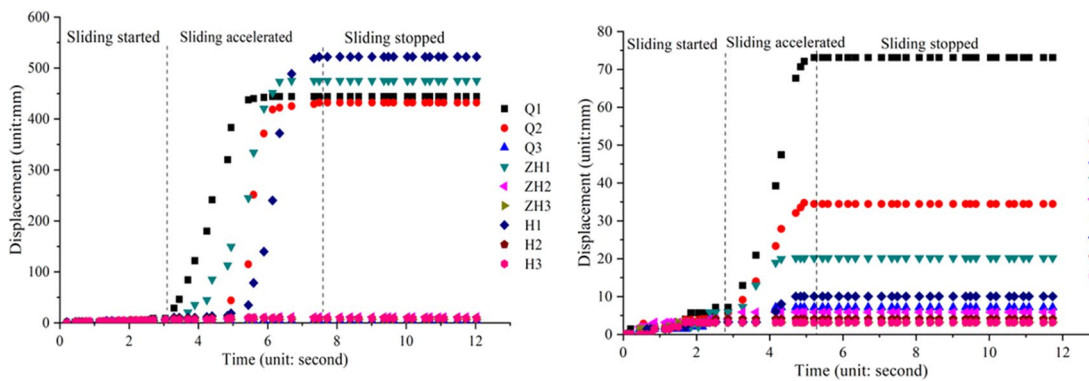 600
500
400
300
200
100
0
Displacement (unit:mm)
Sliding started
Sliding accelerated
Sliding stopped
0 2 4 6 8 10 12
Time (unit: second)
Q1
Q2
Q3
ZH1
ZH2
ZH3
H1
H2
H3
80
70
60
50
40
30
20
10
0
Displacement (unit:mm)
Sliding started
Sliding accelerated
Sliding stopped
0 2 4 6 8 10 12
Time (unit: second)